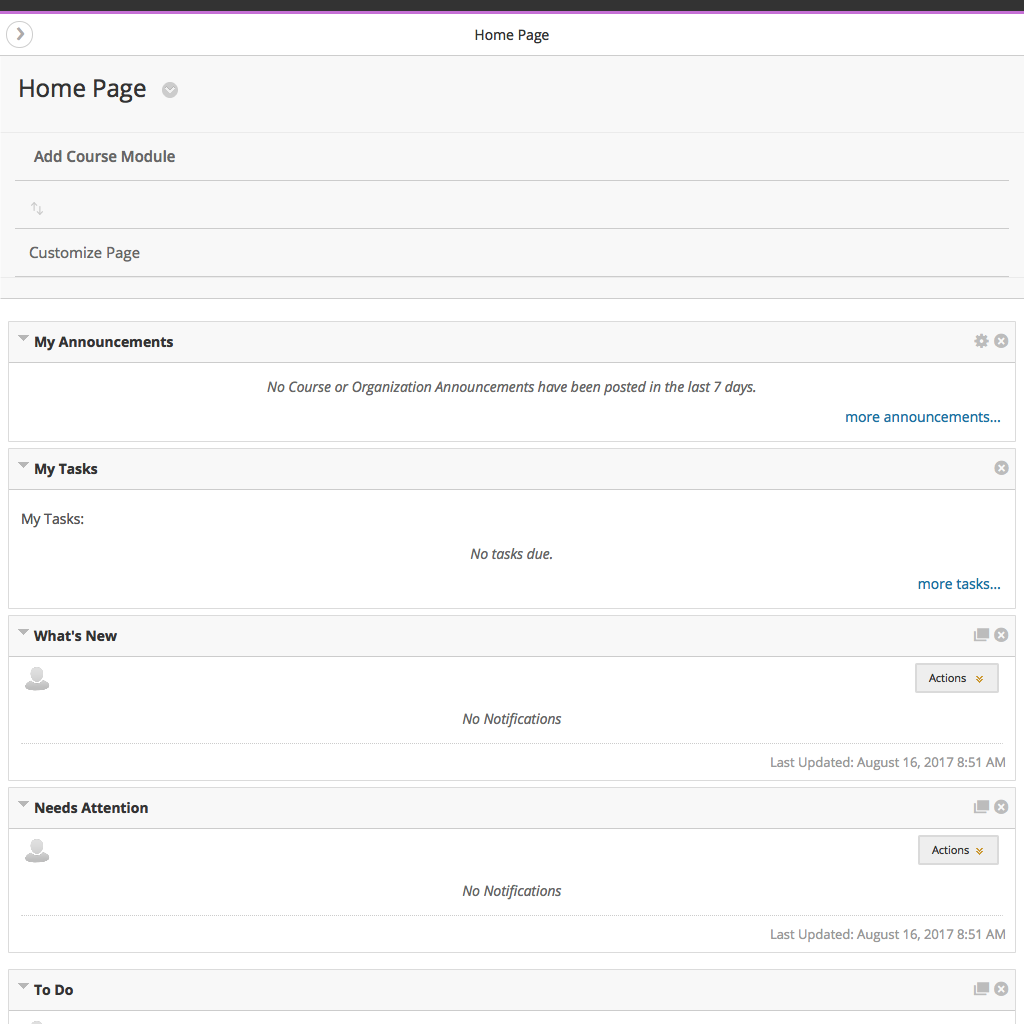 Home Page
Home Page
Add Course Module
Customize Page
My Announcements
No Course or Organization Announcements have been posted in the last 7 days.
more announcements...
My Tasks
My Tasks:
No tasks due.
more tasks...
What's New
Actions
No Notifications
Last Updated: August 16, 2017 8:51 AM
Needs Attention
Actions
No Notifications
Last Updated: August 16, 2017 8:51 AM
To Do